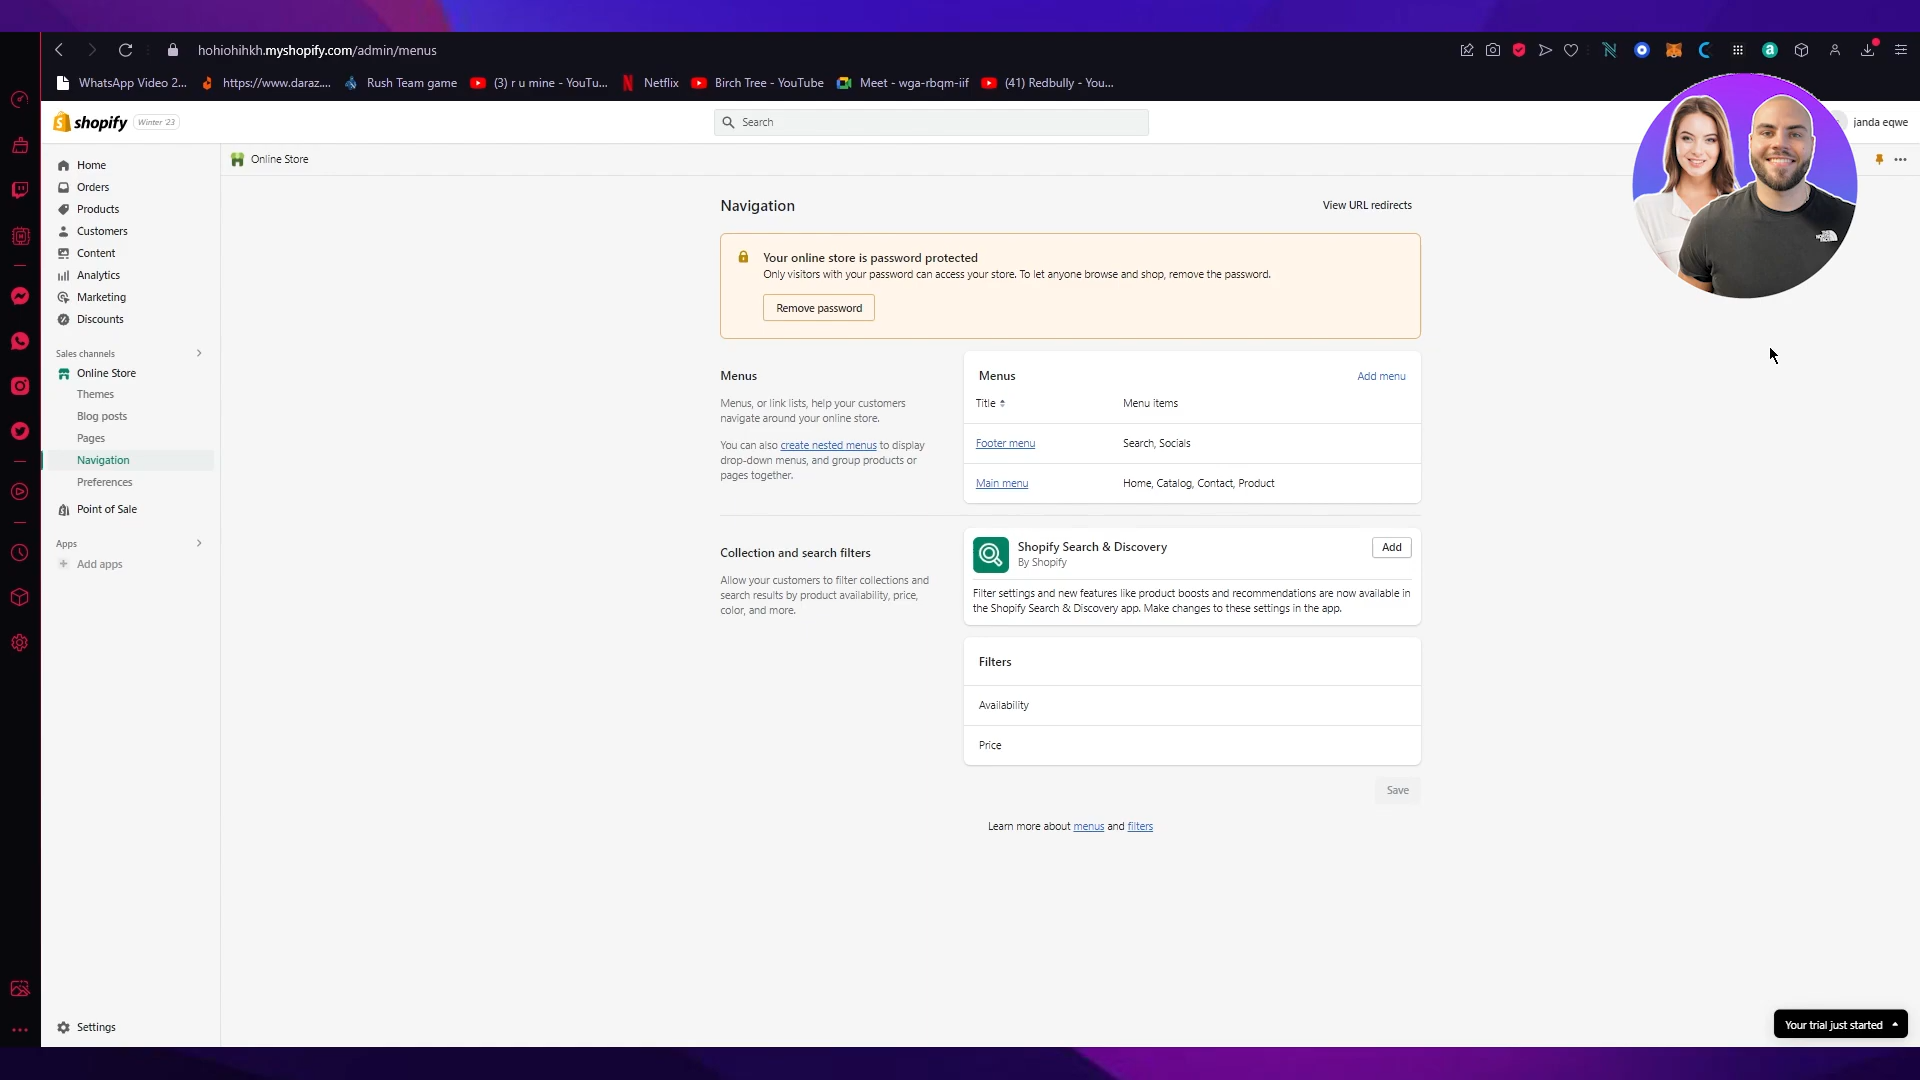 hohiohihkh.myshopify.com/admin/menus
WhatsApp Video 2...
https://www.daraz....
Rush Team game
(3) r u mine - YouTu...
Netflix
Birch Tree - YouTube
Meet - wga-rbqm-iif
(41) Redbully - You...
shopify
Winter '23
Search
janda eqwe
Home
Orders
Products
Customers
Content
Analytics
Marketing
Discounts
Sales channels
Online Store
Themes
Blog posts
Pages
Navigation
Preferences
Point of Sale
Apps
Add apps
Settings
Online Store
Navigation
View URL redirects
Your online store is password protected
Only visitors with your password can access your store. To let anyone browse and shop, remove the password.
Remove password
Menus
Menus, or link lists, help your customers
navigate around your online store.
You can also create nested menus to display
drop-down menus, and group products or
pages together.
Menus
Add menu
Title
Menu items
Footer menu
Search, Socials
Main menu
Home, Catalog, Contact, Product
Collection and search filters
Allow your customers to filter collections and
search results by product availability, price,
color, and more.
Shopify Search & Discovery
By Shopify
Add
Filter settings and new features like product boosts and recommendations are now available in
the Shopify Search & Discovery app. Make changes to these settings in the app.
Filters
Availability
Price
Save
Learn more about menus and filters
Your trial just started
THE
NORTH
FACE